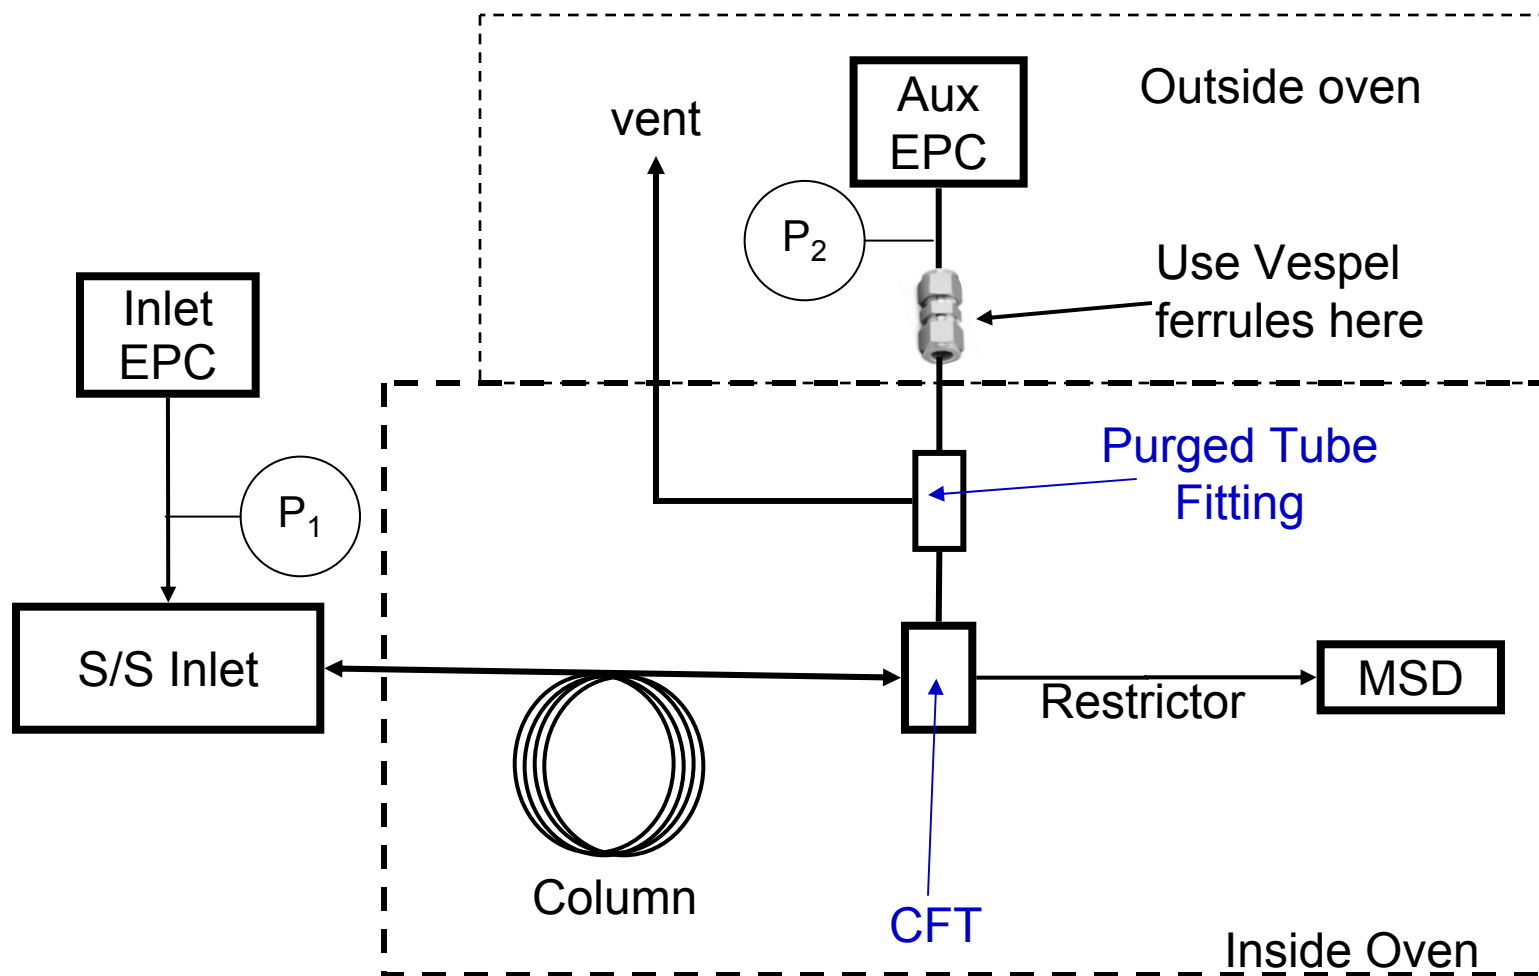 Outside oven
Aux
EPC
vent
P2
Use Vespel
ferrules here
Inlet
EPC
Purged Tube
Fitting
P1
S/S Inlet
MSD
Restrictor
Column
CFT
Inside Oven